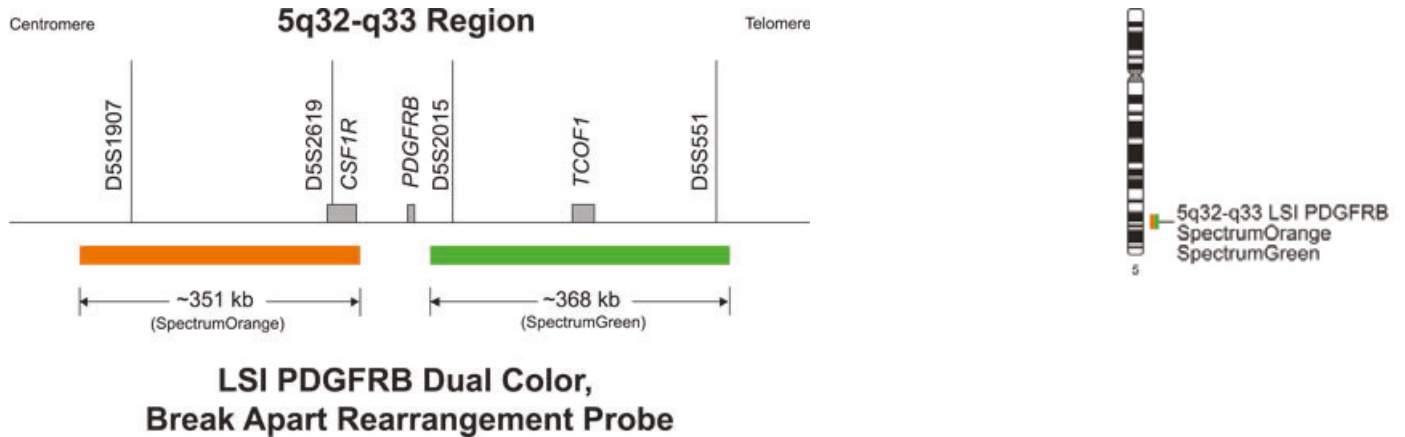 5q32-q33 Region
Centromere
Telomere
D5S1907
D5S2619
CSF1R
PDGFRB
D5S2015
TCOF1
D5S551
~351 kb
(SpectrumOrange)
~368 kb
(SpectrumGreen)
LSI PDGFRB Dual Color,
Break Apart Rearrangement Probe
5q32-q33 LSI PDGFRB
SpectrumOrange
SpectrumGreen
5